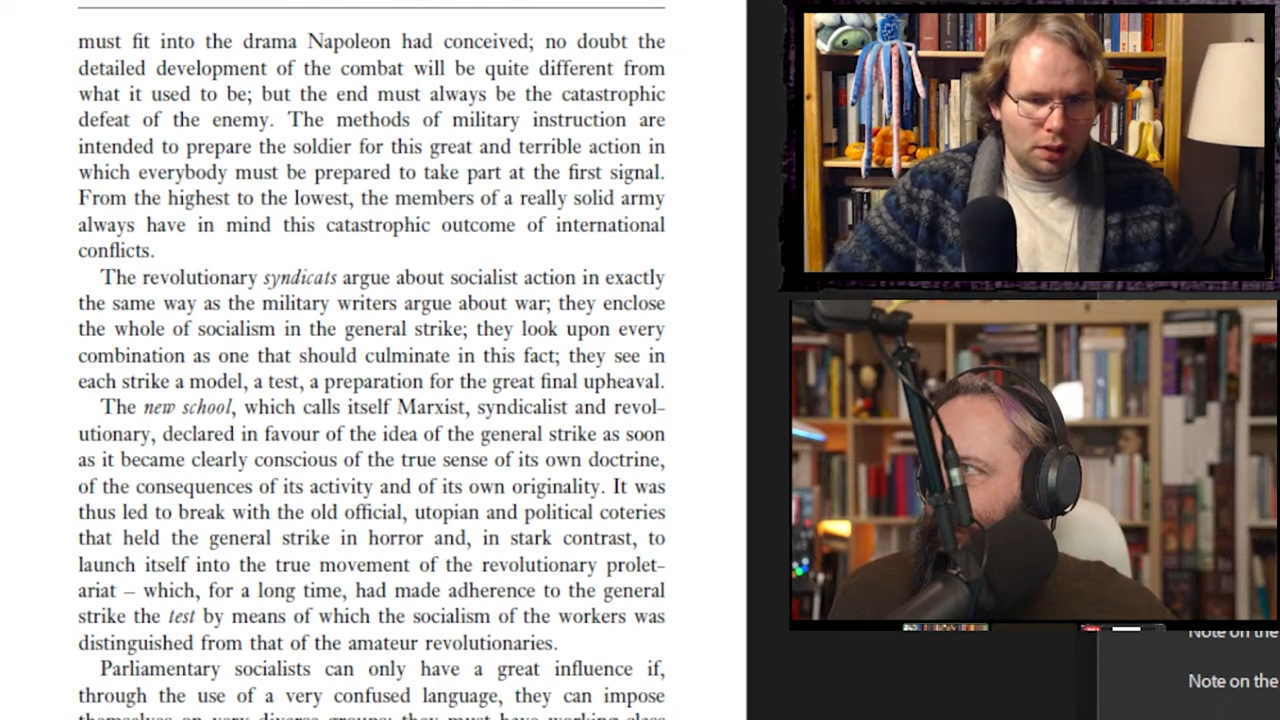 must fit into the drama Napoleon had conceived; no doubt the
detailed development of the combat will be quite different from
what it used to be; but the end must always be the catastrophic
defeat of the enemy. The methods of military instruction are
intended to prepare the soldier for this great and terrible action in
which everybody must be prepared to take part at the first signal.
From the highest to the lowest, the members of a really solid army
always have in mind this catastrophic outcome of international
conflicts.
The revolutionary syndicats argue about socialist action in exactly
the same way as the military writers argue about war; they enclose
the whole of socialism in the general strike; they look upon every
combination as one that should culminate in this fact; they see in
each strike a model, a test, a preparation for the great final upheaval.
The new school, which calls itself Marxist, syndicalist and revol-
utionary, declared in favour of the idea of the general strike as soon
as it became clearly conscious of the true sense of its own doctrine,
of the consequences of its activity and of its own originality. It was
thus led to break with the old official, utopian and political coteries
that held the general strike in horror and, in stark contrast, to
launch itself into the true movement of the revolutionary prolet-
ariat – which, for a long time, had made adherence to the general
strike the test by means of which the socialism of the workers was
distinguished from that of the amateur revolutionaries.
Parliamentary socialists can only have a great influence if,
through the use of a very confused language, they can impose
themselves on very diverse groups; they must have working-class
Note on the
Note on the